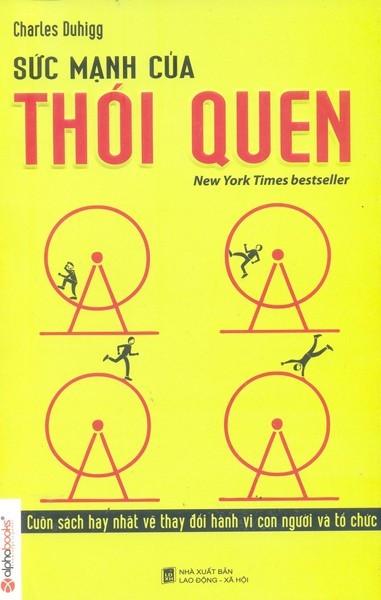 Charles Duhigg
SỨC MẠNH CỦA
THÓI QUEN
New York Times bestseller
Cuốn sách hay nhất về thay đổi hành vi con người và tổ chức
alphabooks
NHÀ XUẤT BẢN
LAO ĐỘNG - XÃ HỘI